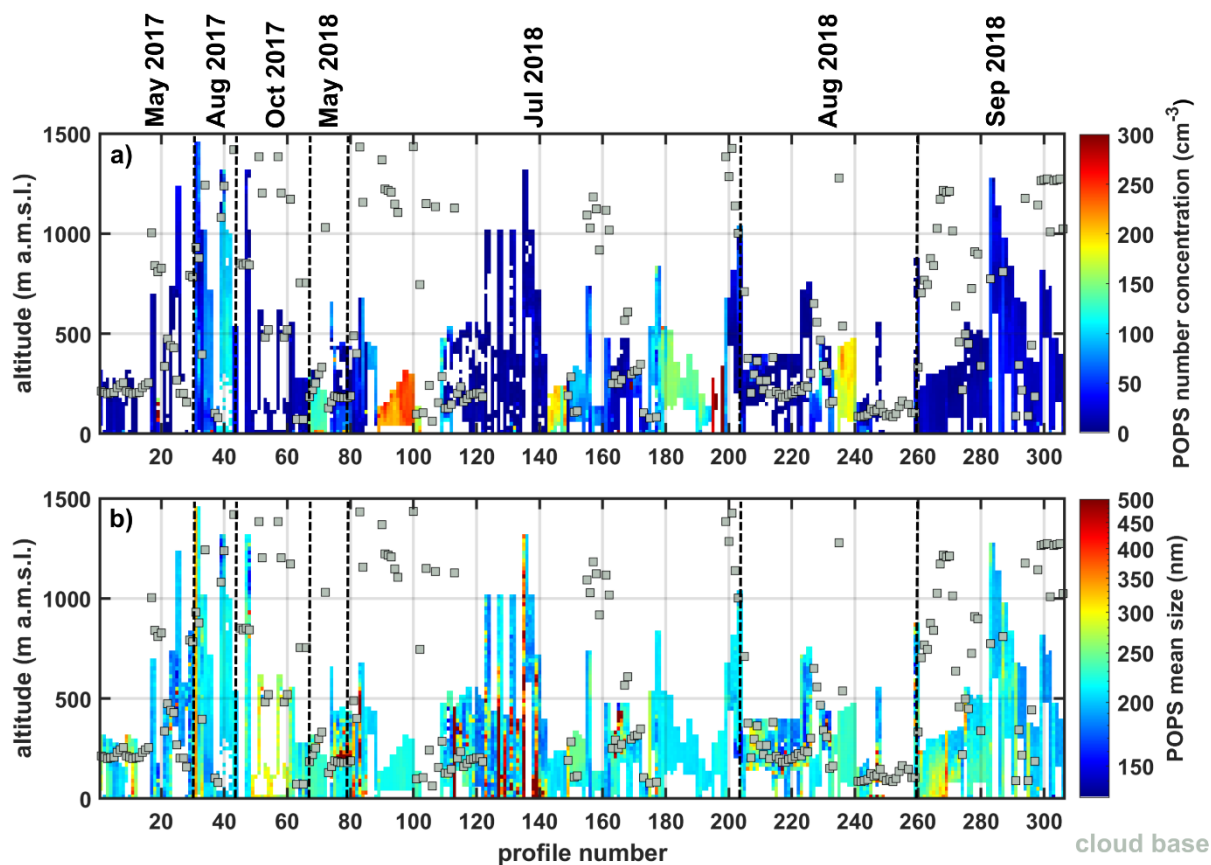 May 2017
Aug 2017
Oct 2017
May 2018
Jul 2018
Aug 2018
Sep 2018
a)
altitude (m a.m.s.l.)
1500
1000
500
0
20 40 60 80 100 120 140 160 180 200 220 240 260 280 300
300
250
200
150
100
50
0
POPS number concentration (cm-3)
b)
altitude (m a.m.s.l.)
1500
1000
500
0
20 40 60 80 100 120 140 160 180 200 220 240 260 280 300
profile number
500
450
400
350
300
250
200
150
POPS mean size (nm)
cloud base